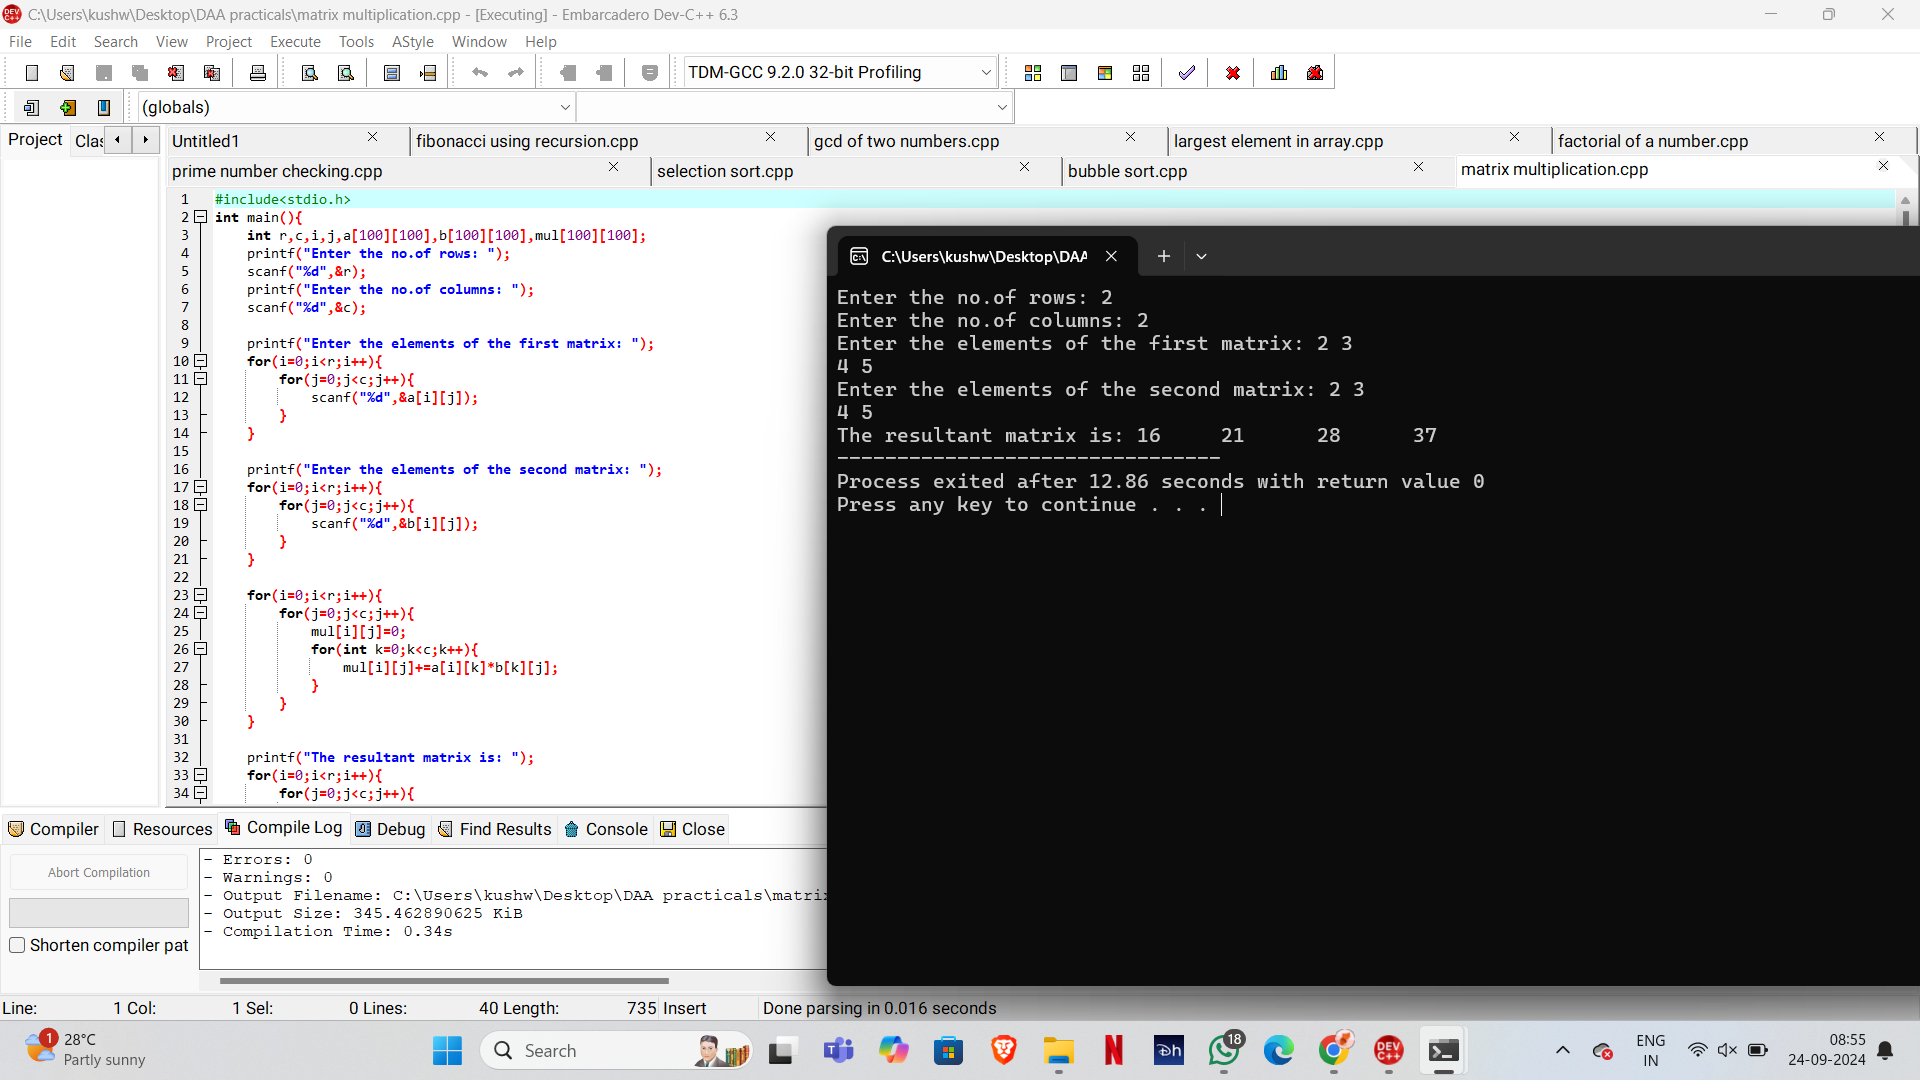 C:\Users\kushw\Desktop\DAA practicals\matrix multiplication.cpp - [Executing] - Embarcadero Dev-C++ 6.3
File Edit Search View Project Execute Tools AStyle Window Help
TDM-GCC 9.2.0 32-bit Profiling
(globals)
Project Clas
Untitled1 fibonacci using recursion.cpp gcd of two numbers.cpp largest element in array.cpp factorial of a number.cpp
prime number checking.cpp selection sort.cpp bubble sort.cpp matrix multiplication.cpp
1 #include<stdio.h>
2 int main(){
3 int r,c,i,j,a[100][100],b[100][100],mul[100][100];
4 printf("Enter the no.of rows: ");
5 scanf("%d",&r);
6 printf("Enter the no.of columns: ");
7 scanf("%d",&c);
8
9 printf("Enter the elements of the first matrix: ");
10 for(i=0;i<r;i++){
11 for(j=0;j<c;j++){
12 scanf("%d",&a[i][j]);
13 }
14 }
15
16 printf("Enter the elements of the second matrix: ");
17 for(i=0;i<r;i++){
18 for(j=0;j<c;j++){
19 scanf("%d",&b[i][j]);
20 }
21 }
22
23 for(i=0;i<r;i++){
24 for(j=0;j<c;j++){
25 mul[i][j]=0;
26 for(int k=0;k<c;k++){
27 mul[i][j]+=a[i][k]*b[k][j];
28 }
29 }
30 }
31
32 printf("The resultant matrix is: ");
33 for(i=0;i<r;i++){
34 for(j=0;j<c;j++){
C:\Users\kushw\Desktop\DAA
Enter the no.of rows: 2
Enter the no.of columns: 2
Enter the elements of the first matrix: 2 3
4 5
Enter the elements of the second matrix: 2 3
4 5
The resultant matrix is: 16 21 28 37
--------------------------------
Process exited after 12.86 seconds with return value 0
Press any key to continue . . .
Compiler Resources Compile Log Debug Find Results Console Close
Abort Compilation
Shorten compiler pat
- Errors: 0
- Warnings: 0
- Output Filename: C:\Users\kushw\Desktop\DAA practicals\matri
- Output Size: 345.462890625 KiB
- Compilation Time: 0.34s
Line: 1 Col: 1 Sel: 0 Lines: 40 Length: 735 Insert Done parsing in 0.016 seconds
1 28°C
Partly sunny
Search
18
ENG
IN
08:55
24-09-2024